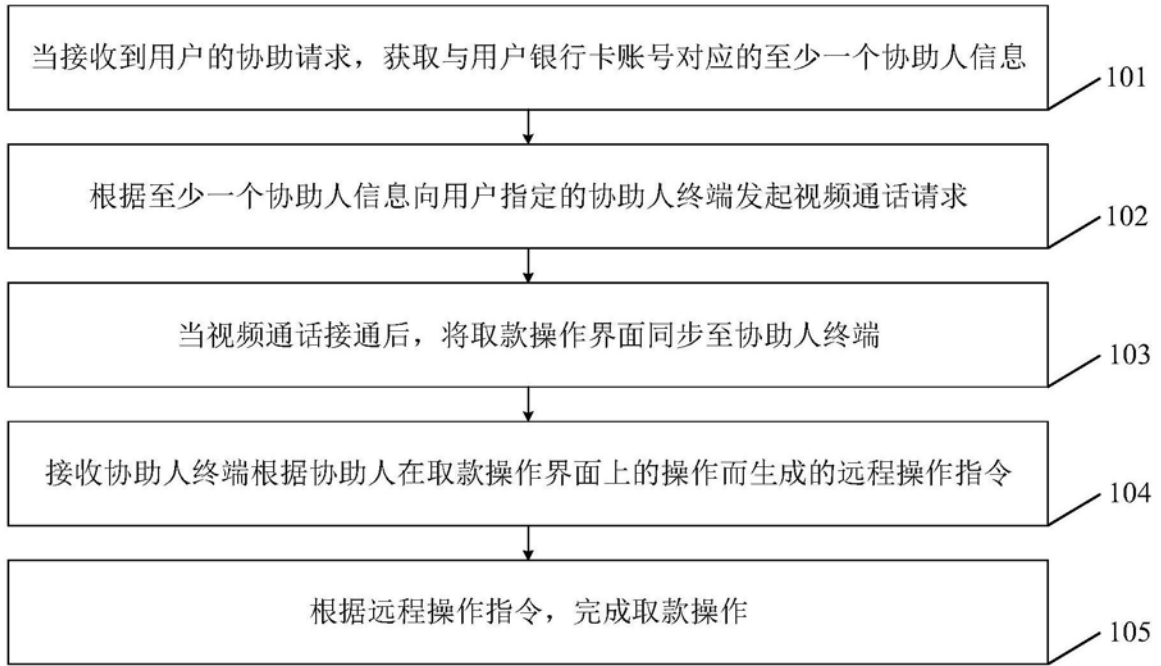 当接收到用户的协助请求，获取与用户银行卡账号对应的至少一个协助人信息
101
根据至少一个协助人信息向用户指定的协助人终端发起视频通话请求
102
当视频通话接通后，将取款操作界面同步至协助人终端
103
接收协助人终端根据协助人在取款操作界面上的操作而生成的远程操作指令
104
根据远程操作指令，完成取款操作
105